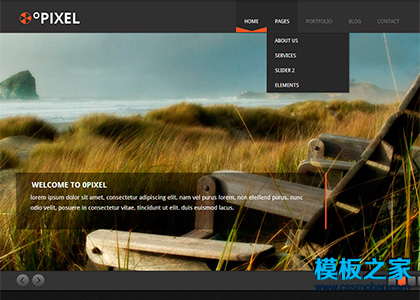 0PIXEL
HOME PAGES PORTFOLIO BLOG CONTACT
ABOUT US
SERVICES
SLIDER 2
ELEMENTS
WELCOME TO 0PIXEL
lorem ipsum dolor sit amet, consectetur adipiscing elit, nam vel purus lorem, non eleifend purus, nunc
odio velit, posuere in consectetur vitae, tincidunt ut elit. duis euismod lacus.
模板之家
www.cssmoban.com